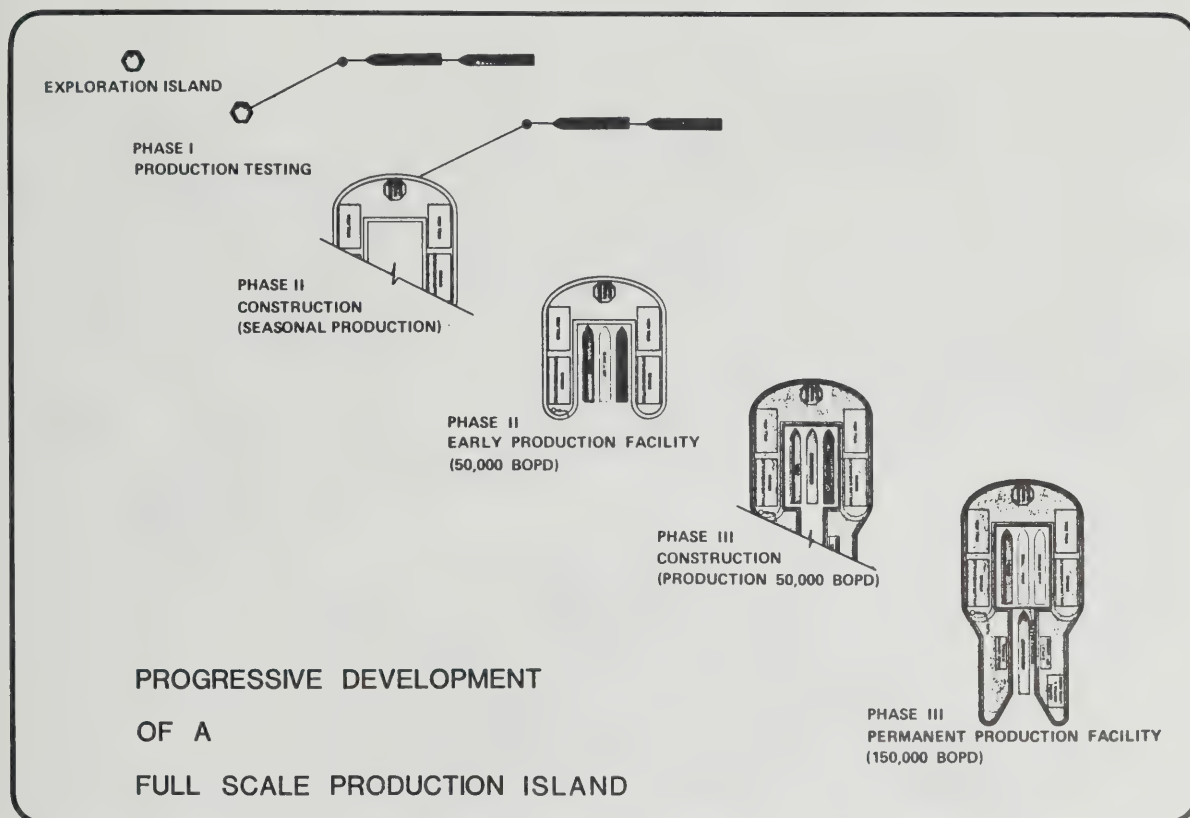 EXPLORATION ISLAND
PHASE I
PRODUCTION TESTING
PHASE II
CONSTRUCTION
(SEASONAL PRODUCTION)
PHASE II
EARLY PRODUCTION FACILITY
(50,000 BOPD)
PHASE III
CONSTRUCTION
(PRODUCTION 50,000 BOPD)
PHASE III
PERMANENT PRODUCTION FACILITY
(150,000 BOPD)
PROGRESSIVE DEVELOPMENT
OF A
FULL SCALE PRODUCTION ISLAND